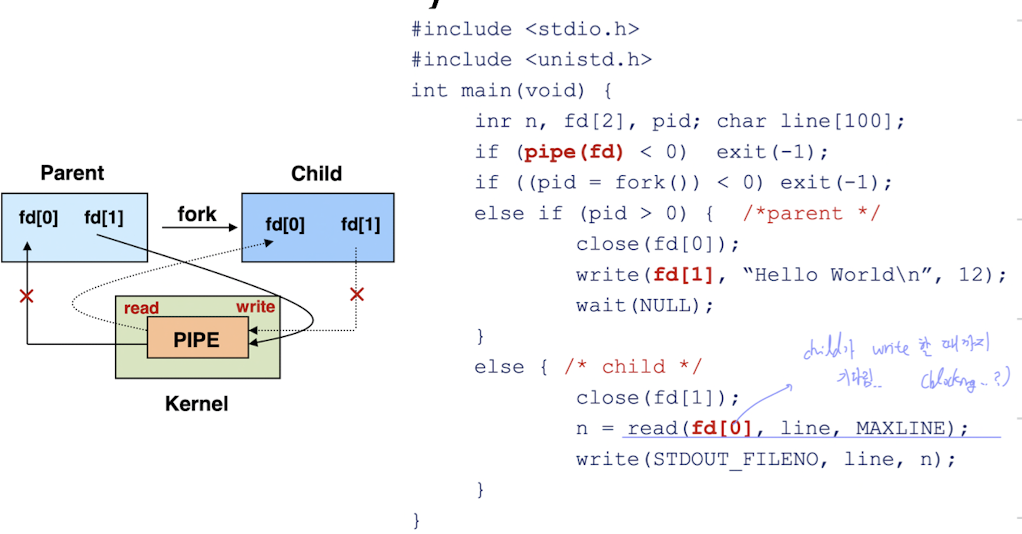 Parent
Child
fd[0]
fd[1]
fork
fd[0]
fd[1]
read
write
PIPE
Kernel
#include <stdio.h>
#include <unistd.h>
int main(void) {
inr n, fd[2], pid; char line[100];
if (pipe(fd) < 0) exit(-1);
if ((pid = fork()) < 0) exit(-1);
else if (pid > 0) { /*parent */
close(fd[0]);
write(fd[1], “Hello World\n”, 12);
wait(NULL);
}
else { /* child */
child가 write 할 때까지
기다림.. (blocking..?)
close(fd[1]);
n = read(fd[0], line, MAXLINE);
write(STDOUT_FILENO, line, n);
}
}